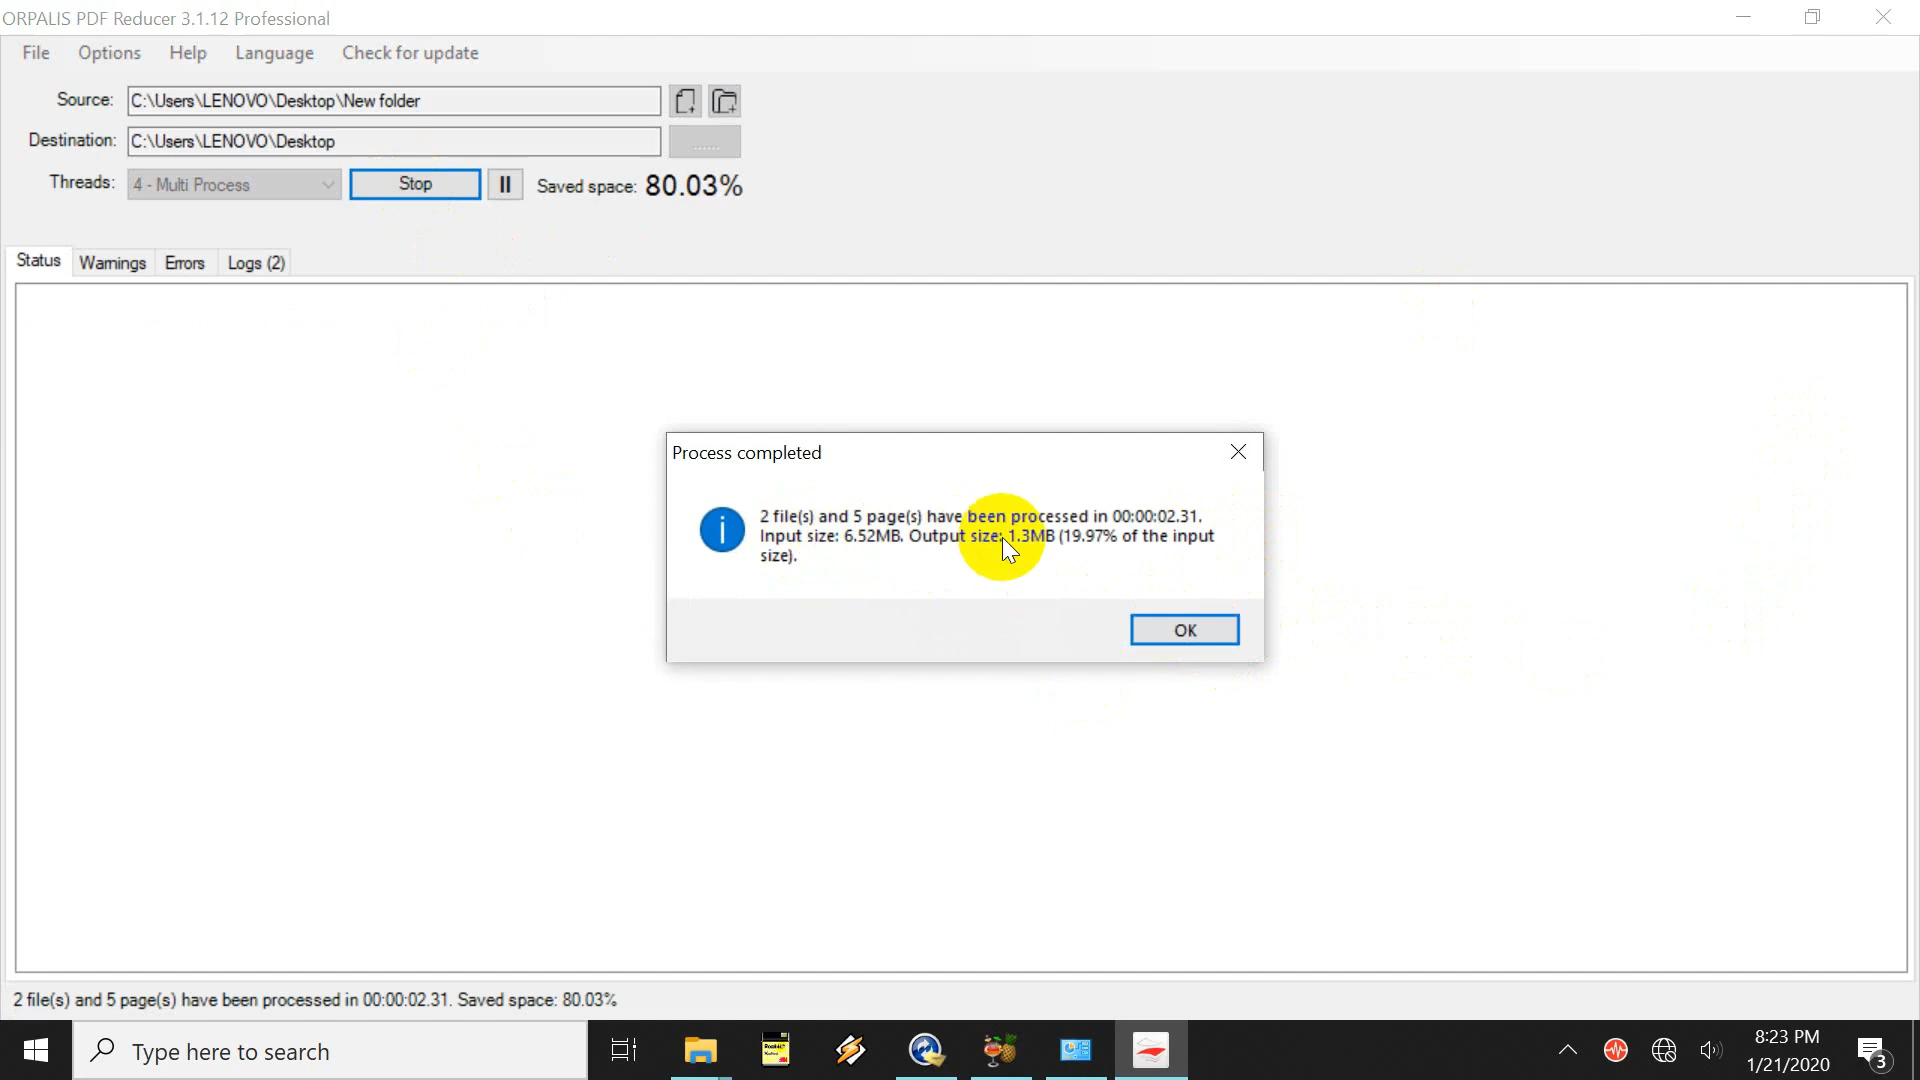 ORPALIS PDF Reducer 3.1.12 Professional
File Options Help Language Check for update
Source: C:\Users\LENOVO\Desktop\New folder
Destination: C:\Users\LENOVO\Desktop ......
Threads: 4 - Multi Process Stop Saved space: 80.03%
Status Warnings Errors Logs (2)
Process completed
2 file(s) and 5 page(s) have been processed in 00:00:02.31.
Input size: 6.52MB. Output size: 1.3MB (19.97% of the input
size).
OK
2 file(s) and 5 page(s) have been processed in 00:00:02.31. Saved space: 80.03%
Type here to search
8:23 PM
1/21/2020
3